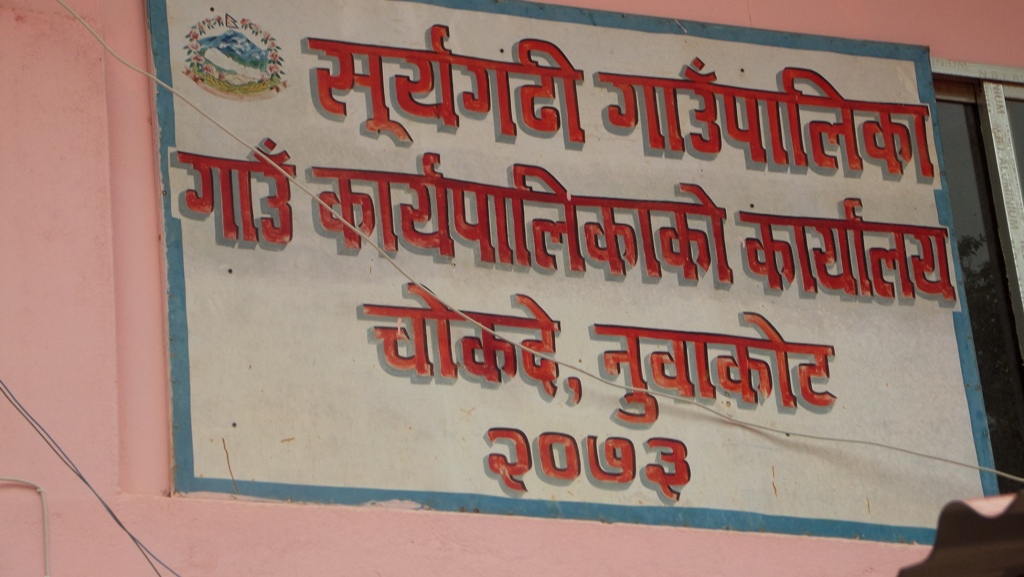 सूर्यगढी गाउँपालिका
गाउँ कार्यपालिकाको कार्यालय
चोकदे, नुवाकोट
२०७३